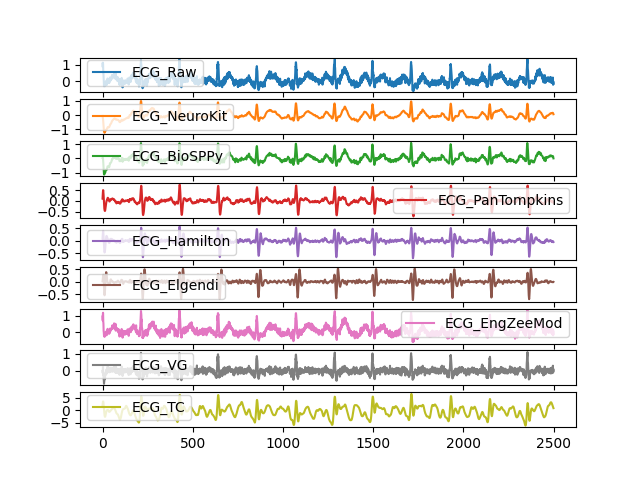 1
0
ECG_Raw
1
0
−1
ECG_NeuroKit
1
0
−1
ECG_BioSPPy
0.5
0.0
−0.5
ECG_PanTompkins
0.5
0.0
−0.5
ECG_Hamilton
0.5
0.0
−0.5
ECG_Elgendi
1
0
ECG_EngZeeMod
1
0
ECG_VG
5
0
−5
ECG_TC
0 500 1000 1500 2000 2500